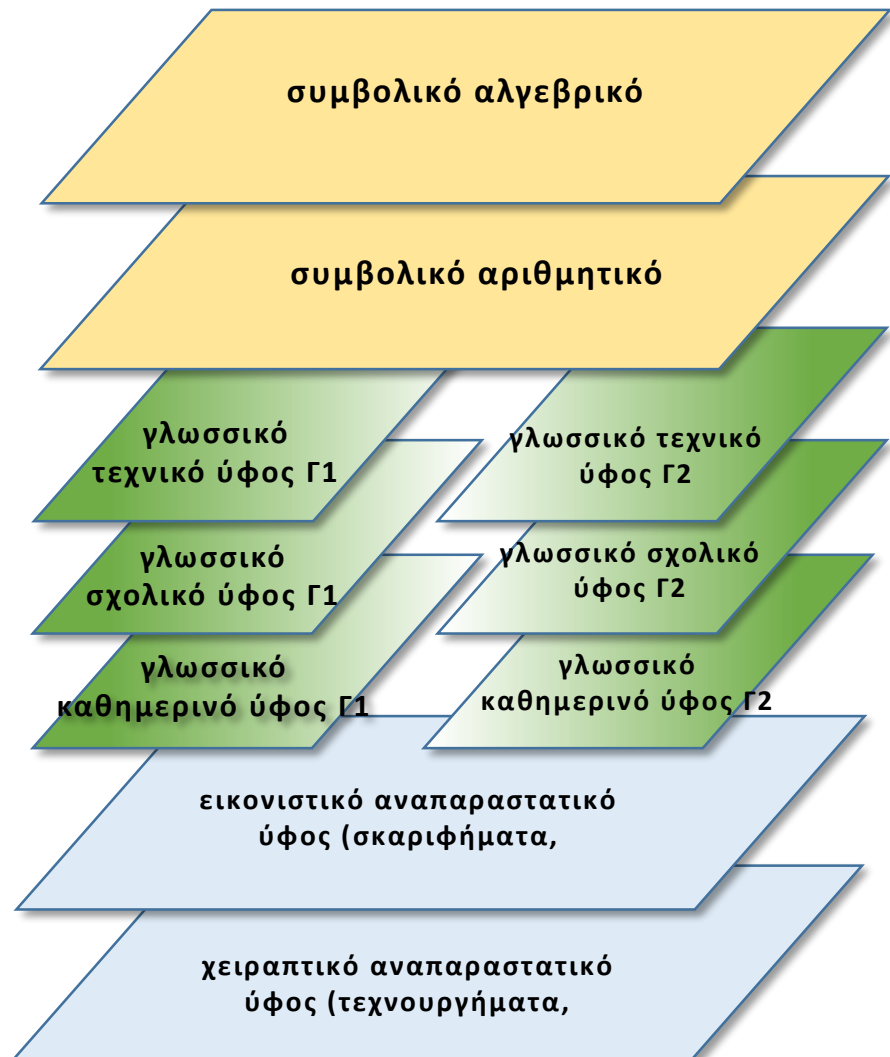 συμβολικό αλγεβρικό
συμβολικό αριθμητικό
γλωσσικό
τεχνικό ύφος Γ1
γλωσσικό τεχνικό
ύφος Γ2
γλωσσικό
σχολικό ύφος Γ1
γλωσσικό σχολικό
ύφος Γ2
γλωσσικό
καθημερινό ύφος Γ1
γλωσσικό
καθημερινό ύφος Γ2
εικονιστικό αναπαραστατικό
ύφος (σκαριφήματα,
χειραπτικό αναπαραστατικό
ύφος (τεχνουργήματα,